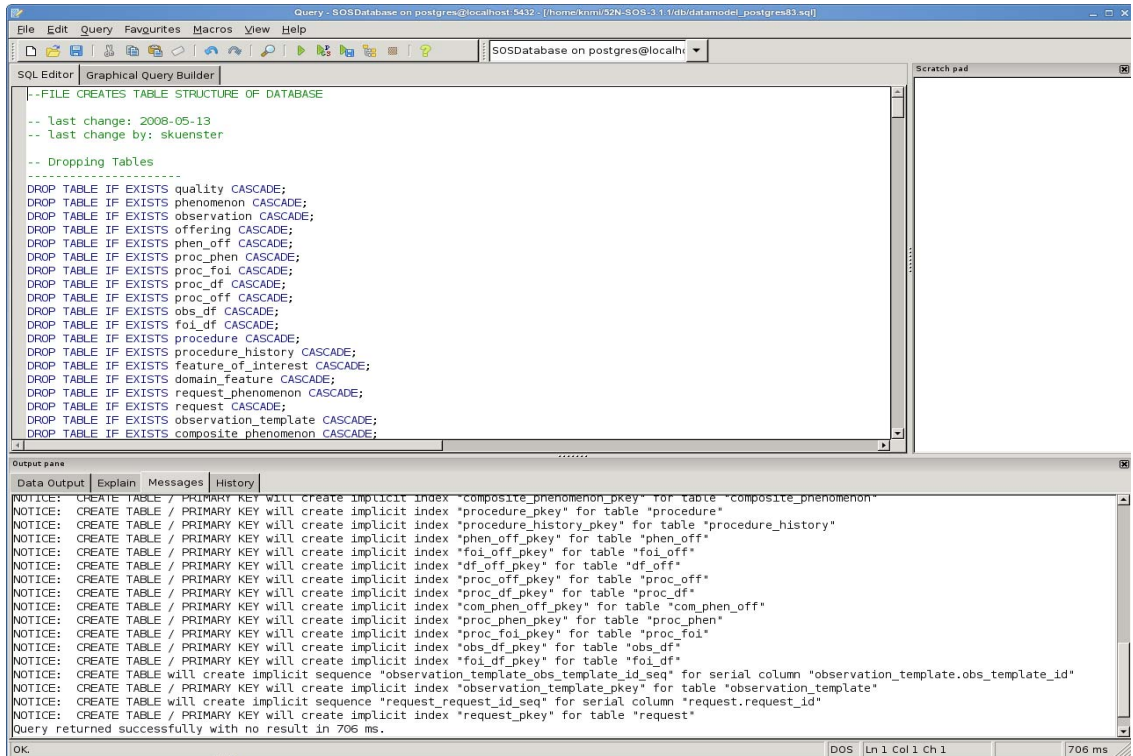 Query - SOSDatabase on postgres@localhost:5432 - [/home/knmi/52N-SOS-3.1.1/db/datamodel_postgres83.sql]
File Edit Query Favourites Macros View Help
SOSDatabase on postgres@localh
SQL Editor Graphical Query Builder
Scratch pad
--FILE CREATES TABLE STRUCTURE OF DATABASE
-- last change: 2008-05-13
-- last change by: skuenster
-- Dropping Tables
----------------------
DROP TABLE IF EXISTS quality CASCADE;
DROP TABLE IF EXISTS phenomenon CASCADE;
DROP TABLE IF EXISTS observation CASCADE;
DROP TABLE IF EXISTS offering CASCADE;
DROP TABLE IF EXISTS phen_off CASCADE;
DROP TABLE IF EXISTS proc_phen CASCADE;
DROP TABLE IF EXISTS proc_foi CASCADE;
DROP TABLE IF EXISTS proc_df CASCADE;
DROP TABLE IF EXISTS proc_off CASCADE;
DROP TABLE IF EXISTS obs_df CASCADE;
DROP TABLE IF EXISTS foi_df CASCADE;
DROP TABLE IF EXISTS procedure CASCADE;
DROP TABLE IF EXISTS procedure_history CASCADE;
DROP TABLE IF EXISTS feature_of_interest CASCADE;
DROP TABLE IF EXISTS domain_feature CASCADE;
DROP TABLE IF EXISTS request_phenomenon CASCADE;
DROP TABLE IF EXISTS request CASCADE;
DROP TABLE IF EXISTS observation_template CASCADE;
DROP TABLE IF EXISTS composite_phenomenon CASCADE;
Output pane
Data Output Explain Messages History
NOTICE: CREATE TABLE / PRIMARY KEY will create implicit index "composite_phenomenon_pkey" for table "composite_phenomenon"
NOTICE: CREATE TABLE / PRIMARY KEY will create implicit index "procedure_pkey" for table "procedure"
NOTICE: CREATE TABLE / PRIMARY KEY will create implicit index "procedure_history_pkey" for table "procedure_history"
NOTICE: CREATE TABLE / PRIMARY KEY will create implicit index "phen_off_pkey" for table "phen_off"
NOTICE: CREATE TABLE / PRIMARY KEY will create implicit index "foi_off_pkey" for table "foi_off"
NOTICE: CREATE TABLE / PRIMARY KEY will create implicit index "df_off_pkey" for table "df_off"
NOTICE: CREATE TABLE / PRIMARY KEY will create implicit index "proc_off_pkey" for table "proc_off"
NOTICE: CREATE TABLE / PRIMARY KEY will create implicit index "proc_df_pkey" for table "proc_df"
NOTICE: CREATE TABLE / PRIMARY KEY will create implicit index "com_phen_off_pkey" for table "com_phen_off"
NOTICE: CREATE TABLE / PRIMARY KEY will create implicit index "proc_phen_pkey" for table "proc_phen"
NOTICE: CREATE TABLE / PRIMARY KEY will create implicit index "proc_foi_pkey" for table "proc_foi"
NOTICE: CREATE TABLE / PRIMARY KEY will create implicit index "obs_df_pkey" for table "obs_df"
NOTICE: CREATE TABLE / PRIMARY KEY will create implicit index "foi_df_pkey" for table "foi_df"
NOTICE: CREATE TABLE will create implicit sequence "observation_template_obs_template_id_seq" for serial column "observation_template.obs_template_id"
NOTICE: CREATE TABLE / PRIMARY KEY will create implicit index "observation_template_pkey" for table "observation_template"
NOTICE: CREATE TABLE will create implicit sequence "request_request_id_seq" for serial column "request.request_id"
NOTICE: CREATE TABLE / PRIMARY KEY will create implicit index "request_pkey" for table "request"
Query returned successfully with no result in 706 ms.
OK. DOS Ln 1 Col 1 Ch 1 706 ms